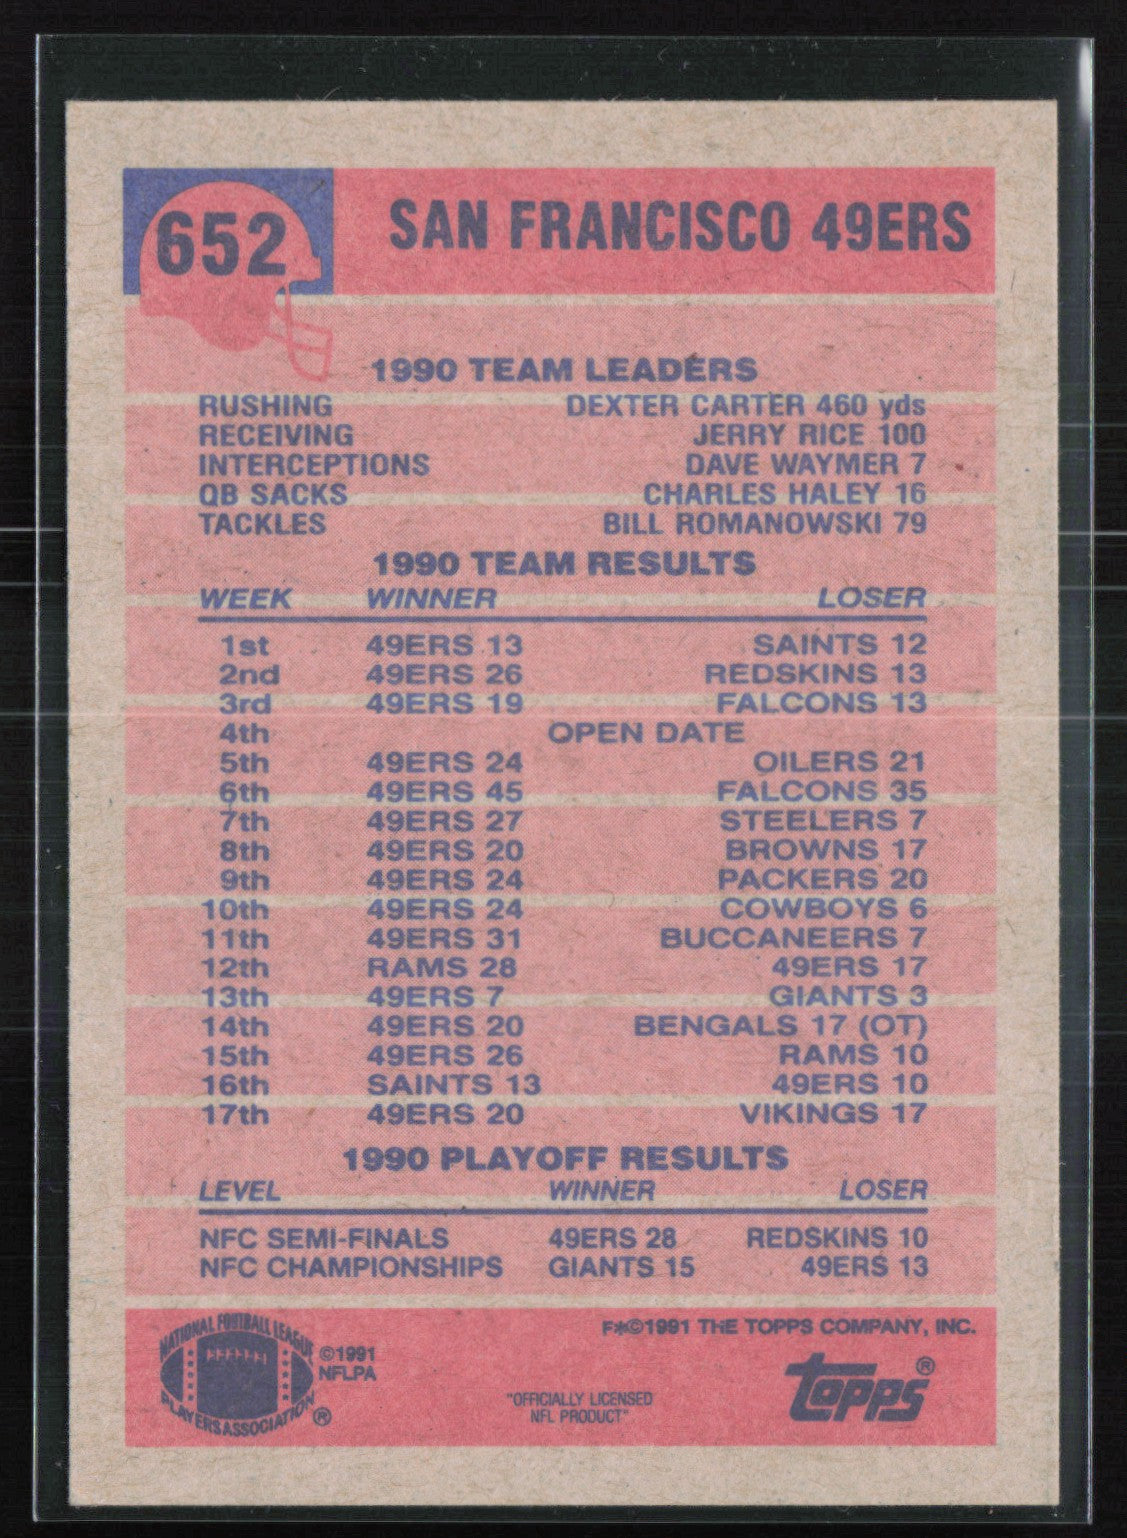 652 SAN FRANCISCO 49ERS
1990 TEAM LEADERS
RUSHING DEXTER CARTER 460 yds
RECEIVING JERRY RICE 100
INTERCEPTIONS DAVE WAYMER 7
QB SACKS CHARLES HALEY 16
TACKLES BILL ROMANOWSKI 79
1990 TEAM RESULTS
WEEK WINNER LOSER
1st 49ERS 13 SAINTS 12
2nd 49ERS 26 REDSKINS 13
3rd 49ERS 19 FALCONS 13
4th OPEN DATE
5th 49ERS 24 OILERS 21
6th 49ERS 45 FALCONS 35
7th 49ERS 27 STEELERS 7
8th 49ERS 20 BROWNS 17
9th 49ERS 24 PACKERS 20
10th 49ERS 24 COWBOYS 6
11th 49ERS 31 BUCCANEERS 7
12th RAMS 28 49ERS 17
13th 49ERS 7 GIANTS 3
14th 49ERS 20 BENGALS 17 (OT)
15th 49ERS 26 RAMS 10
16th SAINTS 13 49ERS 10
17th 49ERS 20 VIKINGS 17
1990 PLAYOFF RESULTS
LEVEL WINNER LOSER
NFC SEMI-FINALS 49ERS 28 REDSKINS 10
NFC CHAMPIONSHIPS GIANTS 15 49ERS 13
NATIONAL FOOTBALL LEAGUE
PLAYERS ASSOCIATION ®
©1991
NFLPA
F*©1991 THE TOPPS COMPANY, INC.
"OFFICIALLY LICENSED
NFL PRODUCT"
topps ®